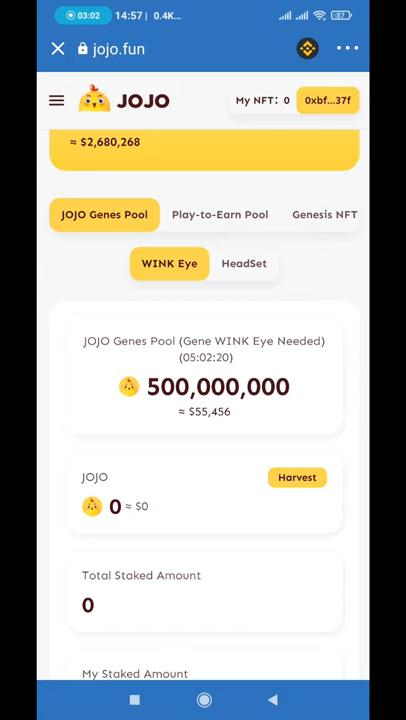 03:02 14:57 0.4K... 37
jojo.fun
JOJO My NFT: 0 0xbf...37f
≈ $2,680,268
JOJO Genes Pool Play-to-Earn Pool Genesis NFT
WINK Eye HeadSet
JOJO Genes Pool (Gene WINK Eye Needed)
(05:02:20)
500,000,000
≈ $55,456
JOJO Harvest
0 ≈ $0
Total Staked Amount
0
My Staked Amount